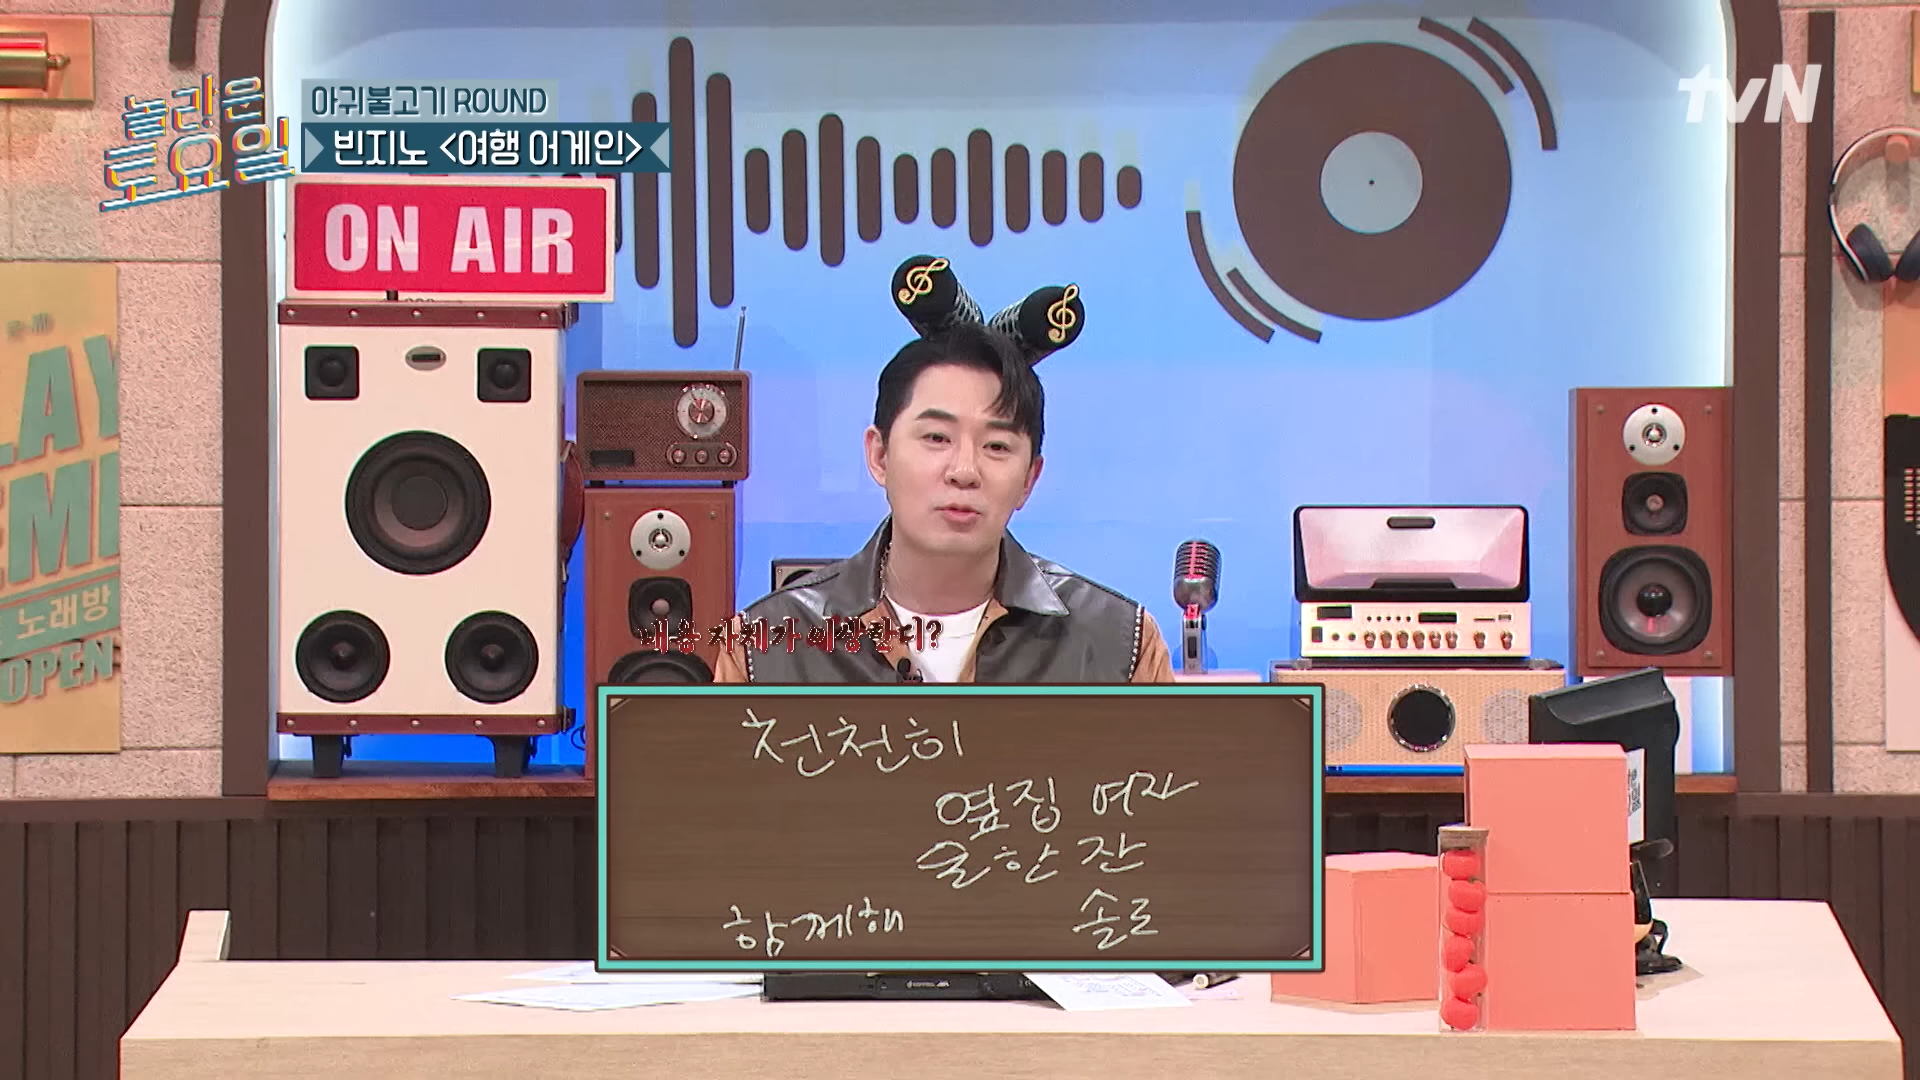 놀라운
토요일
아귀불고기 ROUND
빈지노 <여행 어게인>
tvN
ON AIR
노래방
OPEN
내용 자체가 이상한디?
천천히
옆집 여자
술한 잔
함께해
솔로